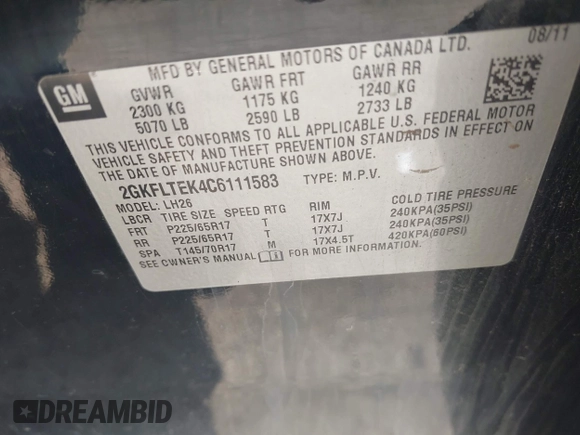 GM
MFD BY GENERAL MOTORS OF CANADA LTD. 08/11
GVWR GAWR FRT GAWR RR
2300 KG 1175 KG 1240 KG
5070 LB 2590 LB 2733 LB
THIS VEHICLE CONFORMS TO ALL APPLICABLE U.S. FEDERAL MOTOR
VEHICLE SAFETY AND THEFT PREVENTION STANDARDS IN EFFECT ON
THE DATE OF MANUFACTURE SHOWN ABOVE.
2GKFLTEK4C6111583 TYPE: M.P.V.
MODEL: LH26
LBCR TIRE SIZE SPEED RTG RIM COLD TIRE PRESSURE
FRT P225/65R17 T 17X7J 240KPA(35PSI)
RR P225/65R17 T 17X7J 240KPA(35PSI)
SPA T145/70R17 M 17X4.5T 420KPA(60PSI)
SEE OWNER'S MANUAL FOR MORE INFORMATION.
DREAMBID